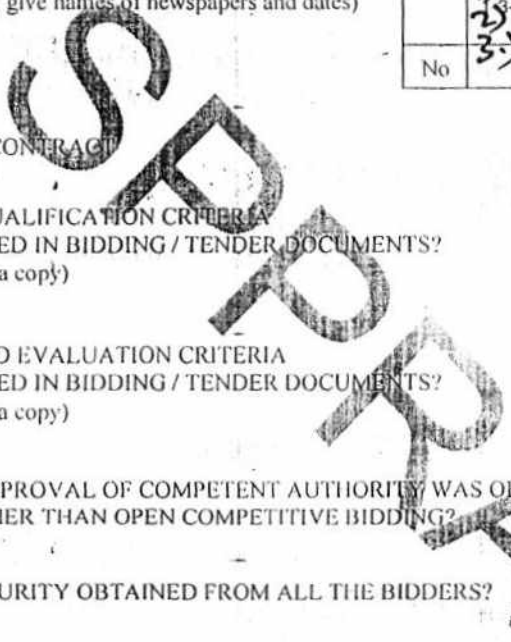 give names of newspapers and dates)
No
CONTRACT
UALIFICATION CRITERIA
ED IN BIDDING / TENDER DOCUMENTS?
a copy)
D EVALUATION CRITERIA
ED IN BIDDING / TENDER DOCUMENTS?
a copy)
PROVAL OF COMPETENT AUTHORITY WAS
HER THAN OPEN COMPETITIVE BIDDING?
URITY OBTAINED FROM ALL THE BIDDERS?
SPPR